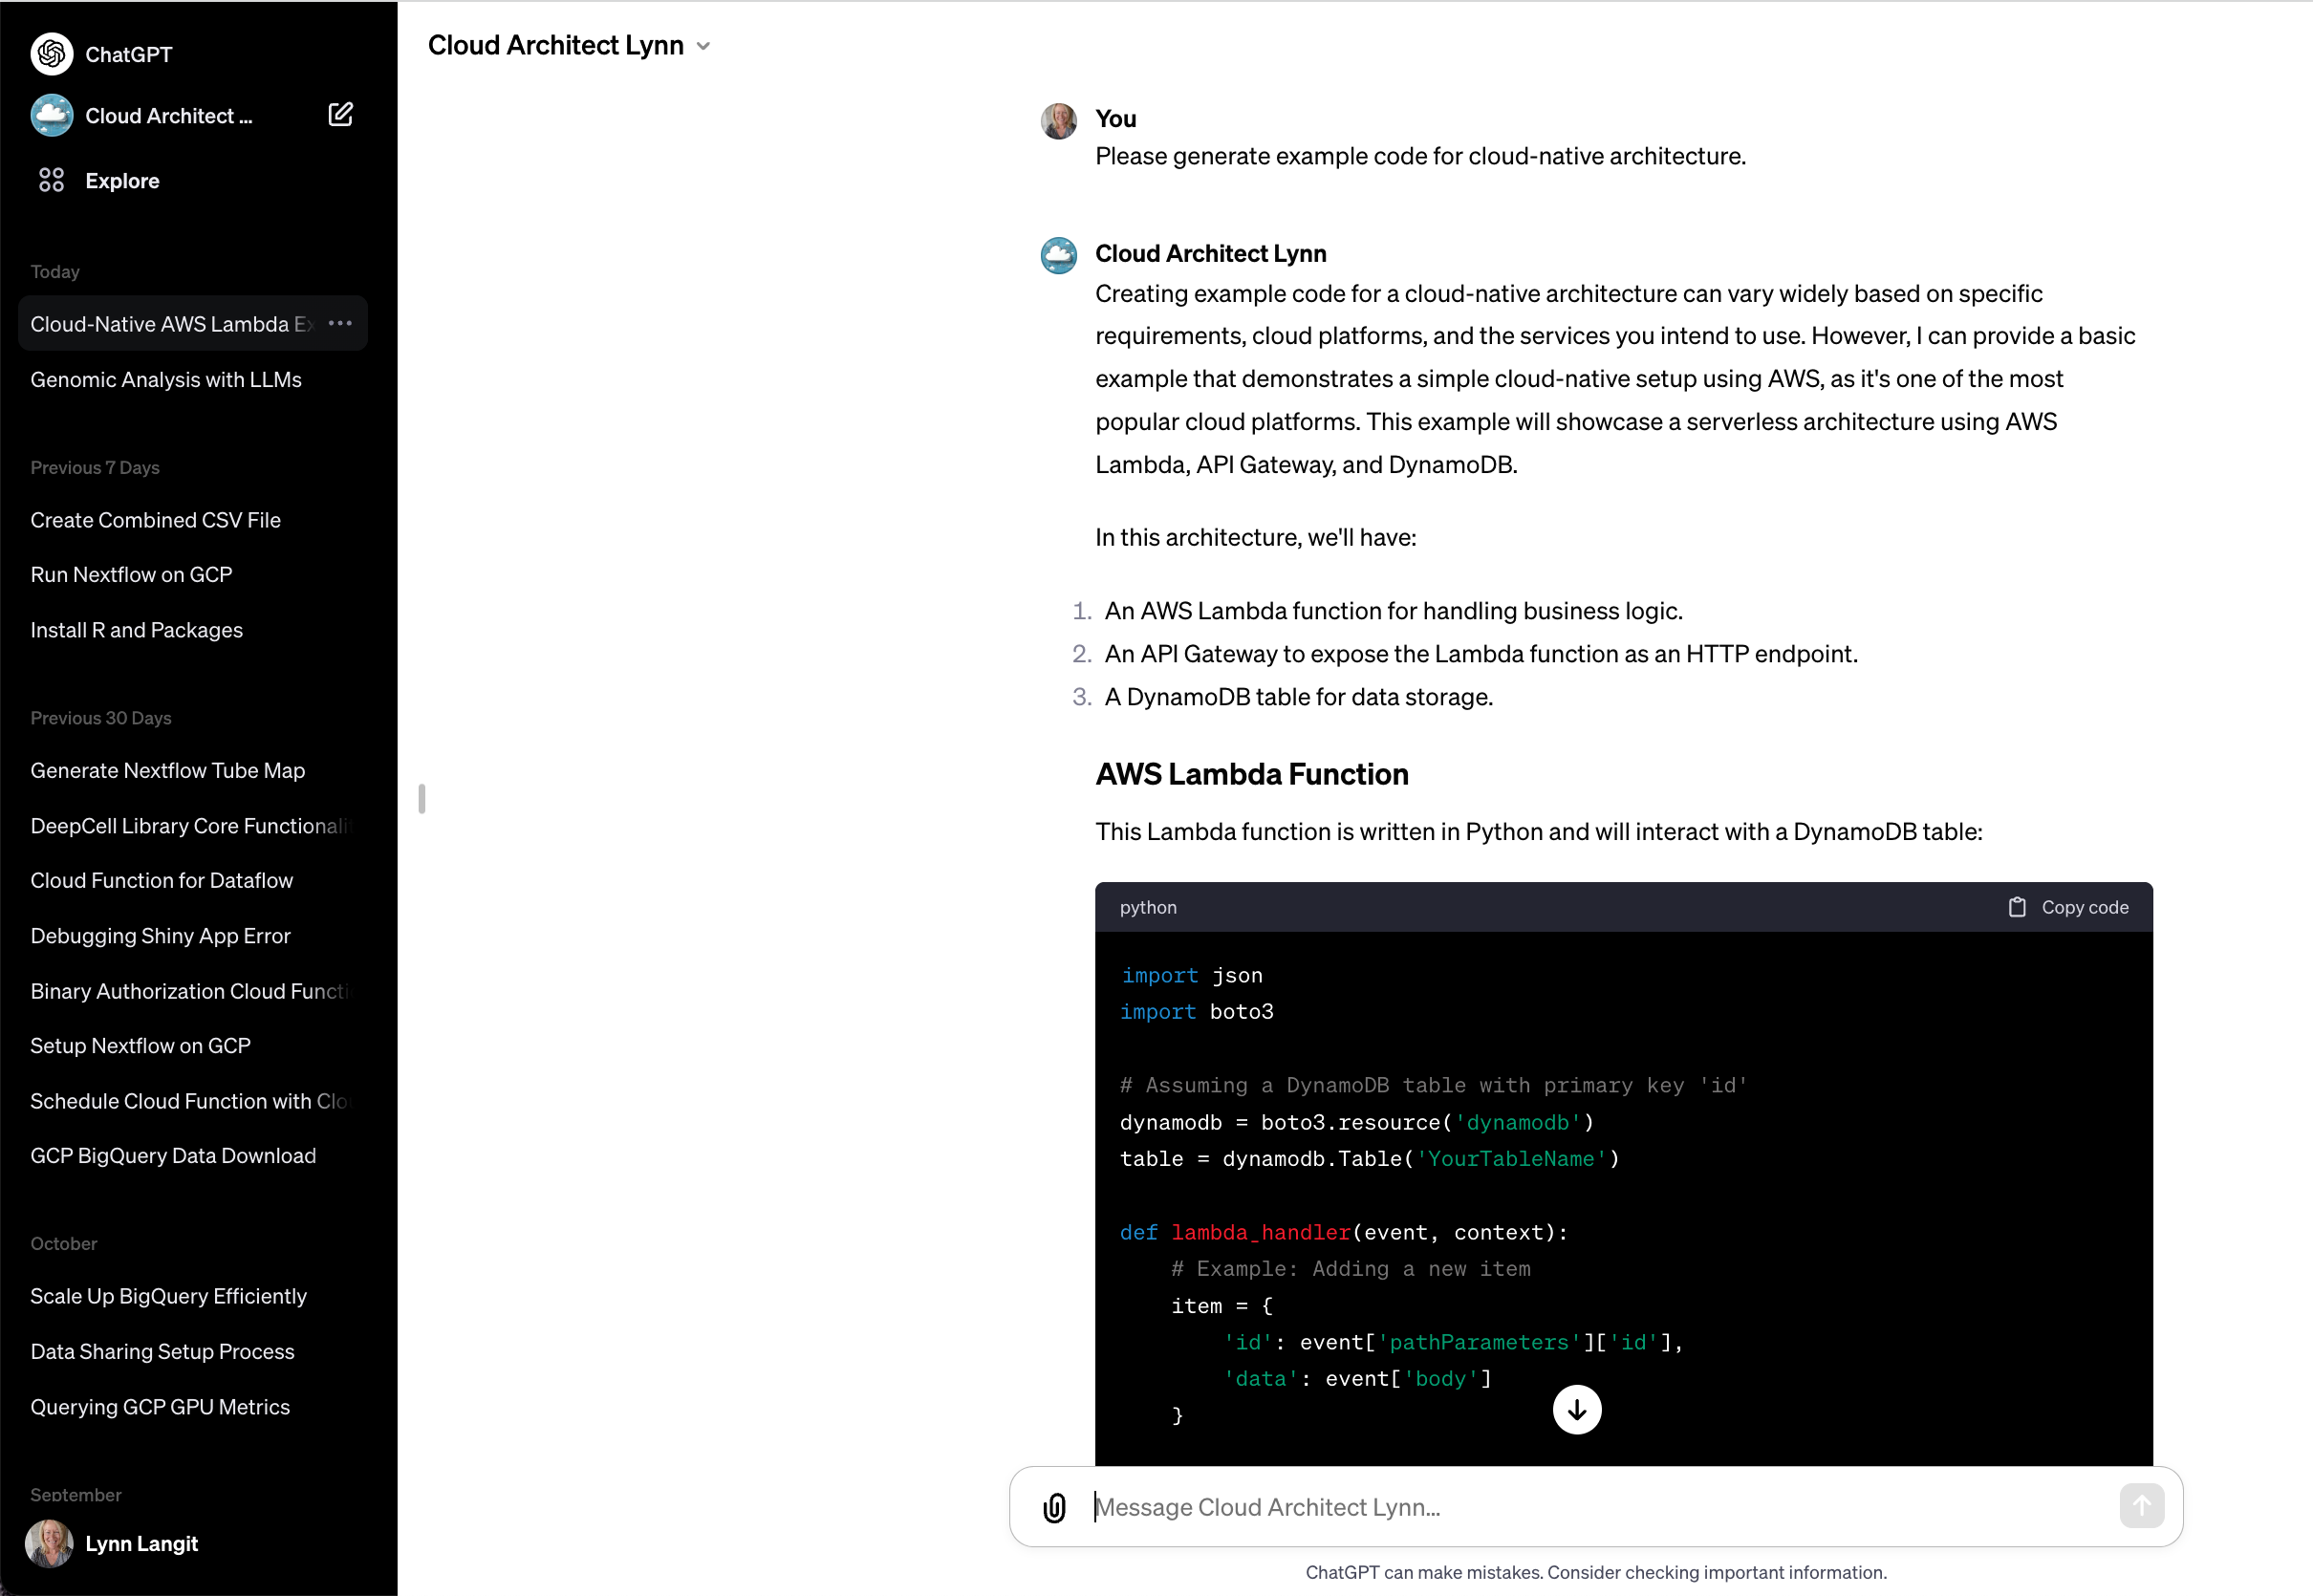 ChatGPT
Cloud Architect ...
Explore
Today
Cloud-Native AWS Lambda Ex
Genomic Analysis with LLMs
Previous 7 Days
Create Combined CSV File
Run Nextflow on GCP
Install R and Packages
Previous 30 Days
Generate Nextflow Tube Map
DeepCell Library Core Functionali
Cloud Function for Dataflow
Debugging Shiny App Error
Binary Authorization Cloud Functi
Setup Nextflow on GCP
Schedule Cloud Function with Clou
GCP BigQuery Data Download
October
Scale Up BigQuery Efficiently
Data Sharing Setup Process
Querying GCP GPU Metrics
September
Lynn Langit
Cloud Architect Lynn
You
Please generate example code for cloud-native architecture.
Cloud Architect Lynn
Creating example code for a cloud-native architecture can vary widely based on specific
requirements, cloud platforms, and the services you intend to use. However, I can provide a basic
example that demonstrates a simple cloud-native setup using AWS, as it's one of the most
popular cloud platforms. This example will showcase a serverless architecture using AWS
Lambda, API Gateway, and DynamoDB.
In this architecture, we'll have:
1. An AWS Lambda function for handling business logic.
2. An API Gateway to expose the Lambda function as an HTTP endpoint.
3. A DynamoDB table for data storage.
AWS Lambda Function
This Lambda function is written in Python and will interact with a DynamoDB table:
python
Copy code
import json
import boto3
# Assuming a DynamoDB table with primary key 'id'
dynamodb = boto3.resource('dynamodb')
table = dynamodb.Table('YourTableName')
def lambda_handler(event, context):
# Example: Adding a new item
item = {
'id': event['pathParameters']['id'],
'data': event['body']
}
Message Cloud Architect Lynn...
ChatGPT can make mistakes. Consider checking important information.